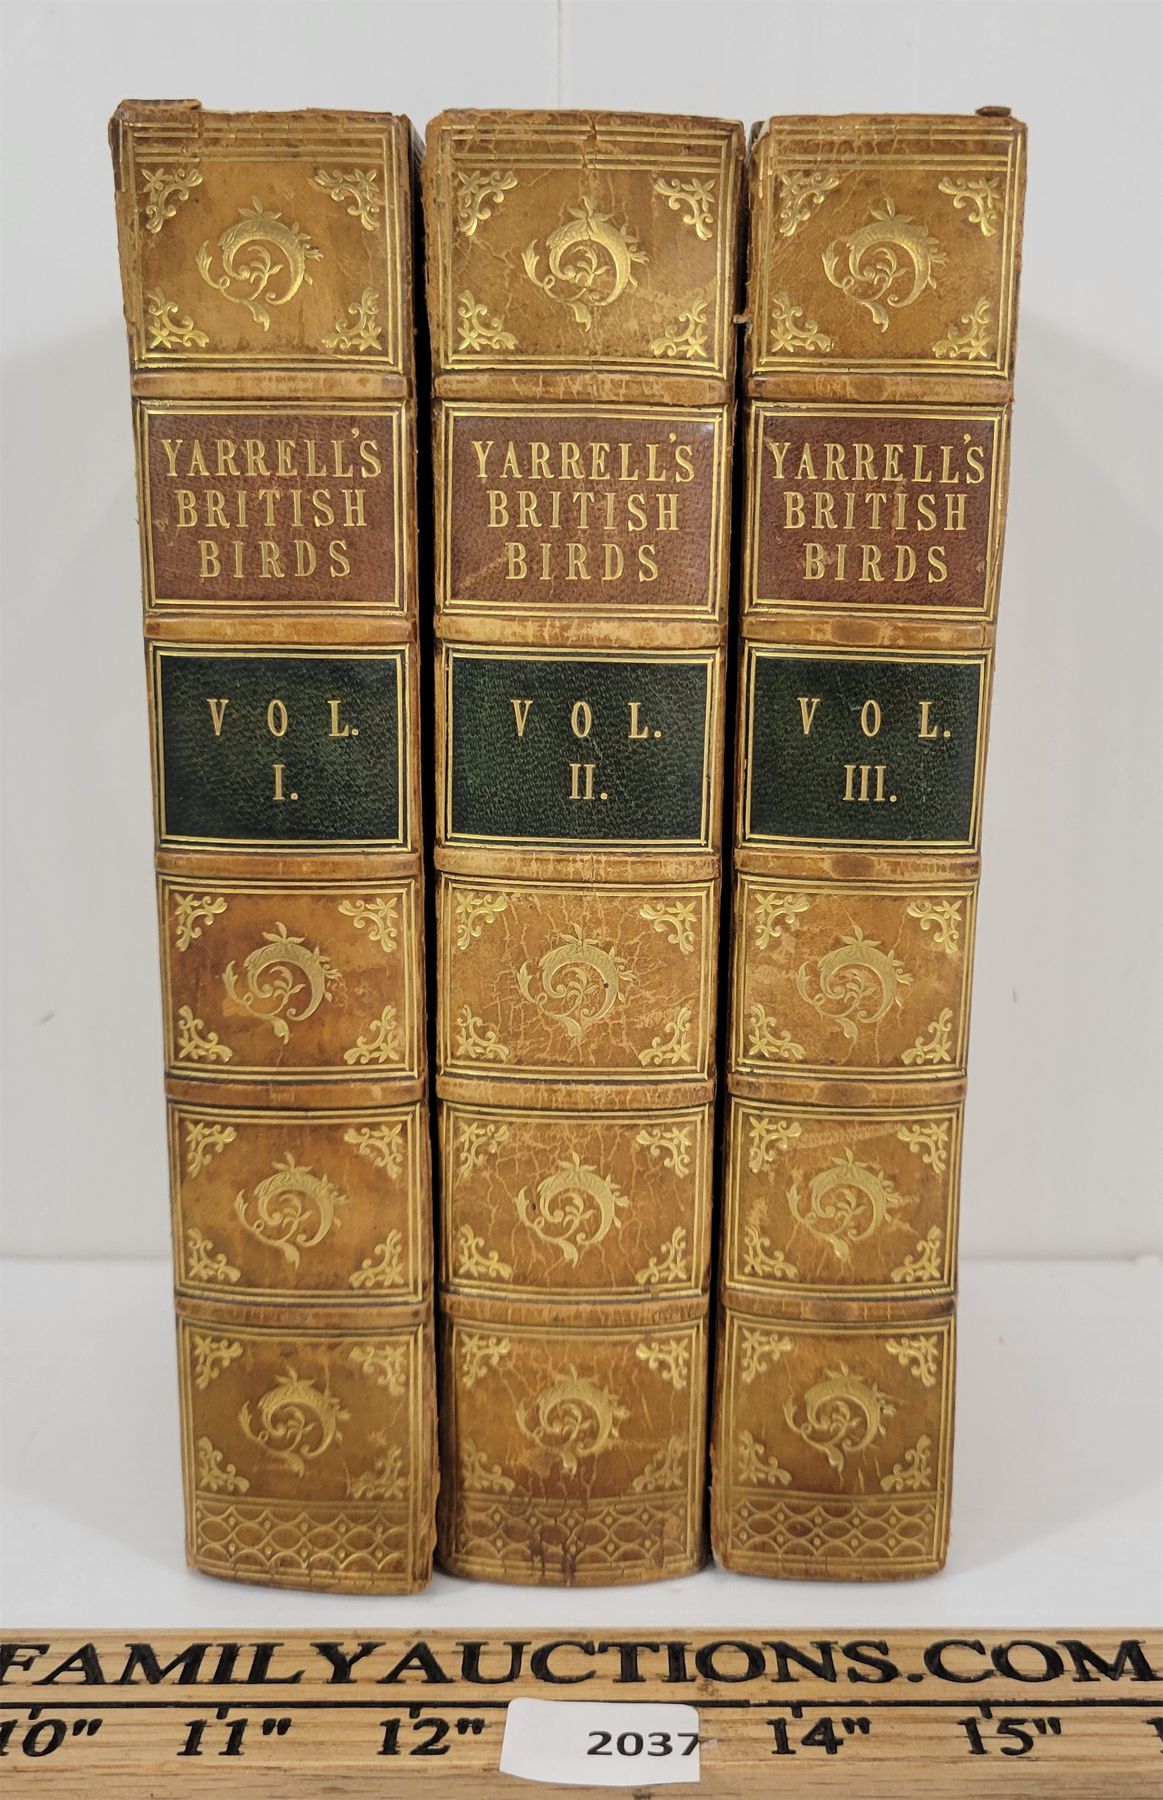 YARRELL'S
BRITISH
BIRDS
VOL.
I.
YARRELL'S
BRITISH
BIRDS
VOL.
II.
YARRELL'S
BRITISH
BIRDS
VOL.
III.
FAMILYAUCTIONS.COM
10" 11" 12" 2037 14" 15"